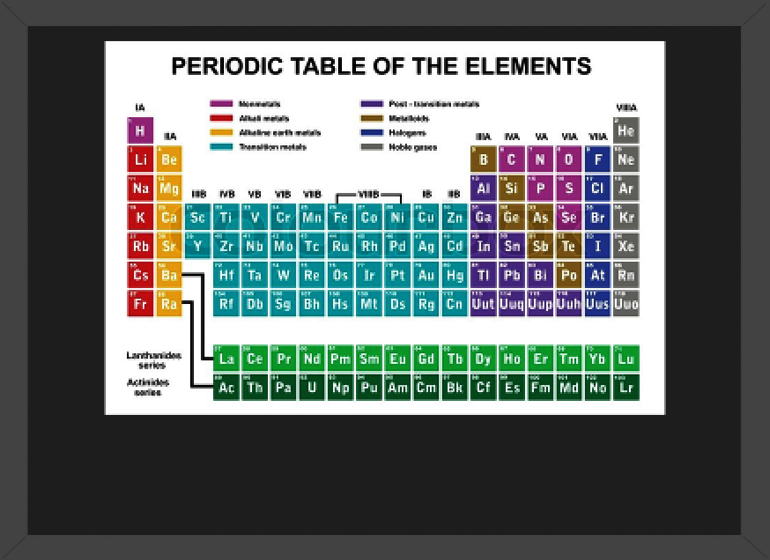 PERIODIC TABLE OF THE ELEMENTS
IA VIIIA
Nonmetals Post - transition metals
Alkali metals Metalloids
Alkaline earth metals Halogens
Transition metals Noble gases
H IIA IIIA IVA VA VIA VIIA He
Li Be B C N O F Ne
Na Mg IIIB IVB VB VIB VIIB VIIIB IB IIB Al Si P S Cl Ar
K Ca Sc Ti V Cr Mn Fe Co Ni Cu Zn Ga Ge As Se Br Kr
Rb Sr Y Zr Nb Mo Tc Ru Rh Pd Ag Cd In Sn Sb Te I Xe
Cs Ba Hf Ta W Re Os Ir Pt Au Hg Tl Pb Bi Po At Rn
Fr Ra Rf Db Sg Bh Hs Mt Ds Rg Cn Uut Uuq Uup Uuh Uus Uuo
Lanthanides series La Ce Pr Nd Pm Sm Eu Gd Tb Dy Ho Er Tm Yb Lu
Actinides series Ac Th Pa U Np Pu Am Cm Bk Cf Es Fm Md No Lr